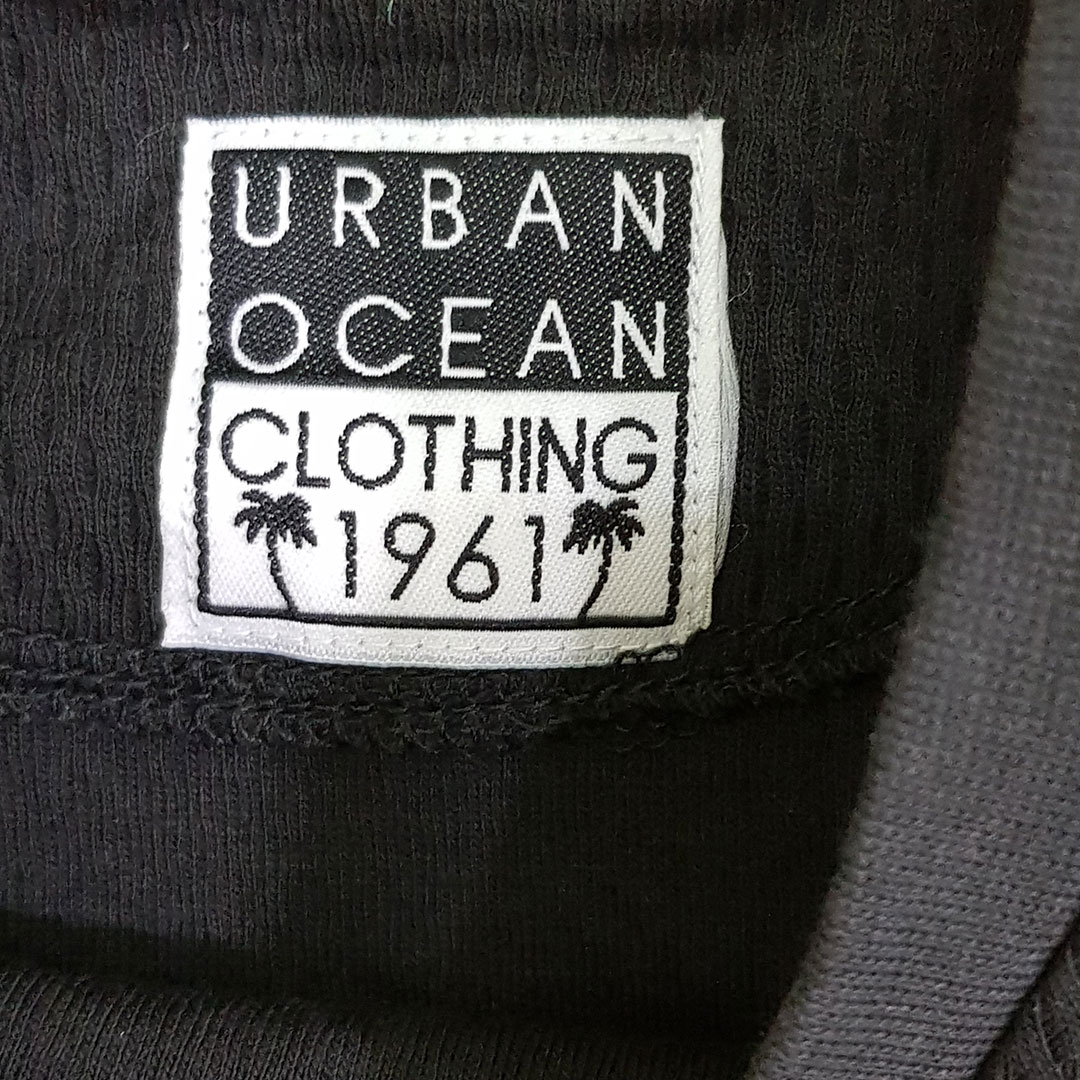 URBAN
OCEAN
CLOTHING
1961